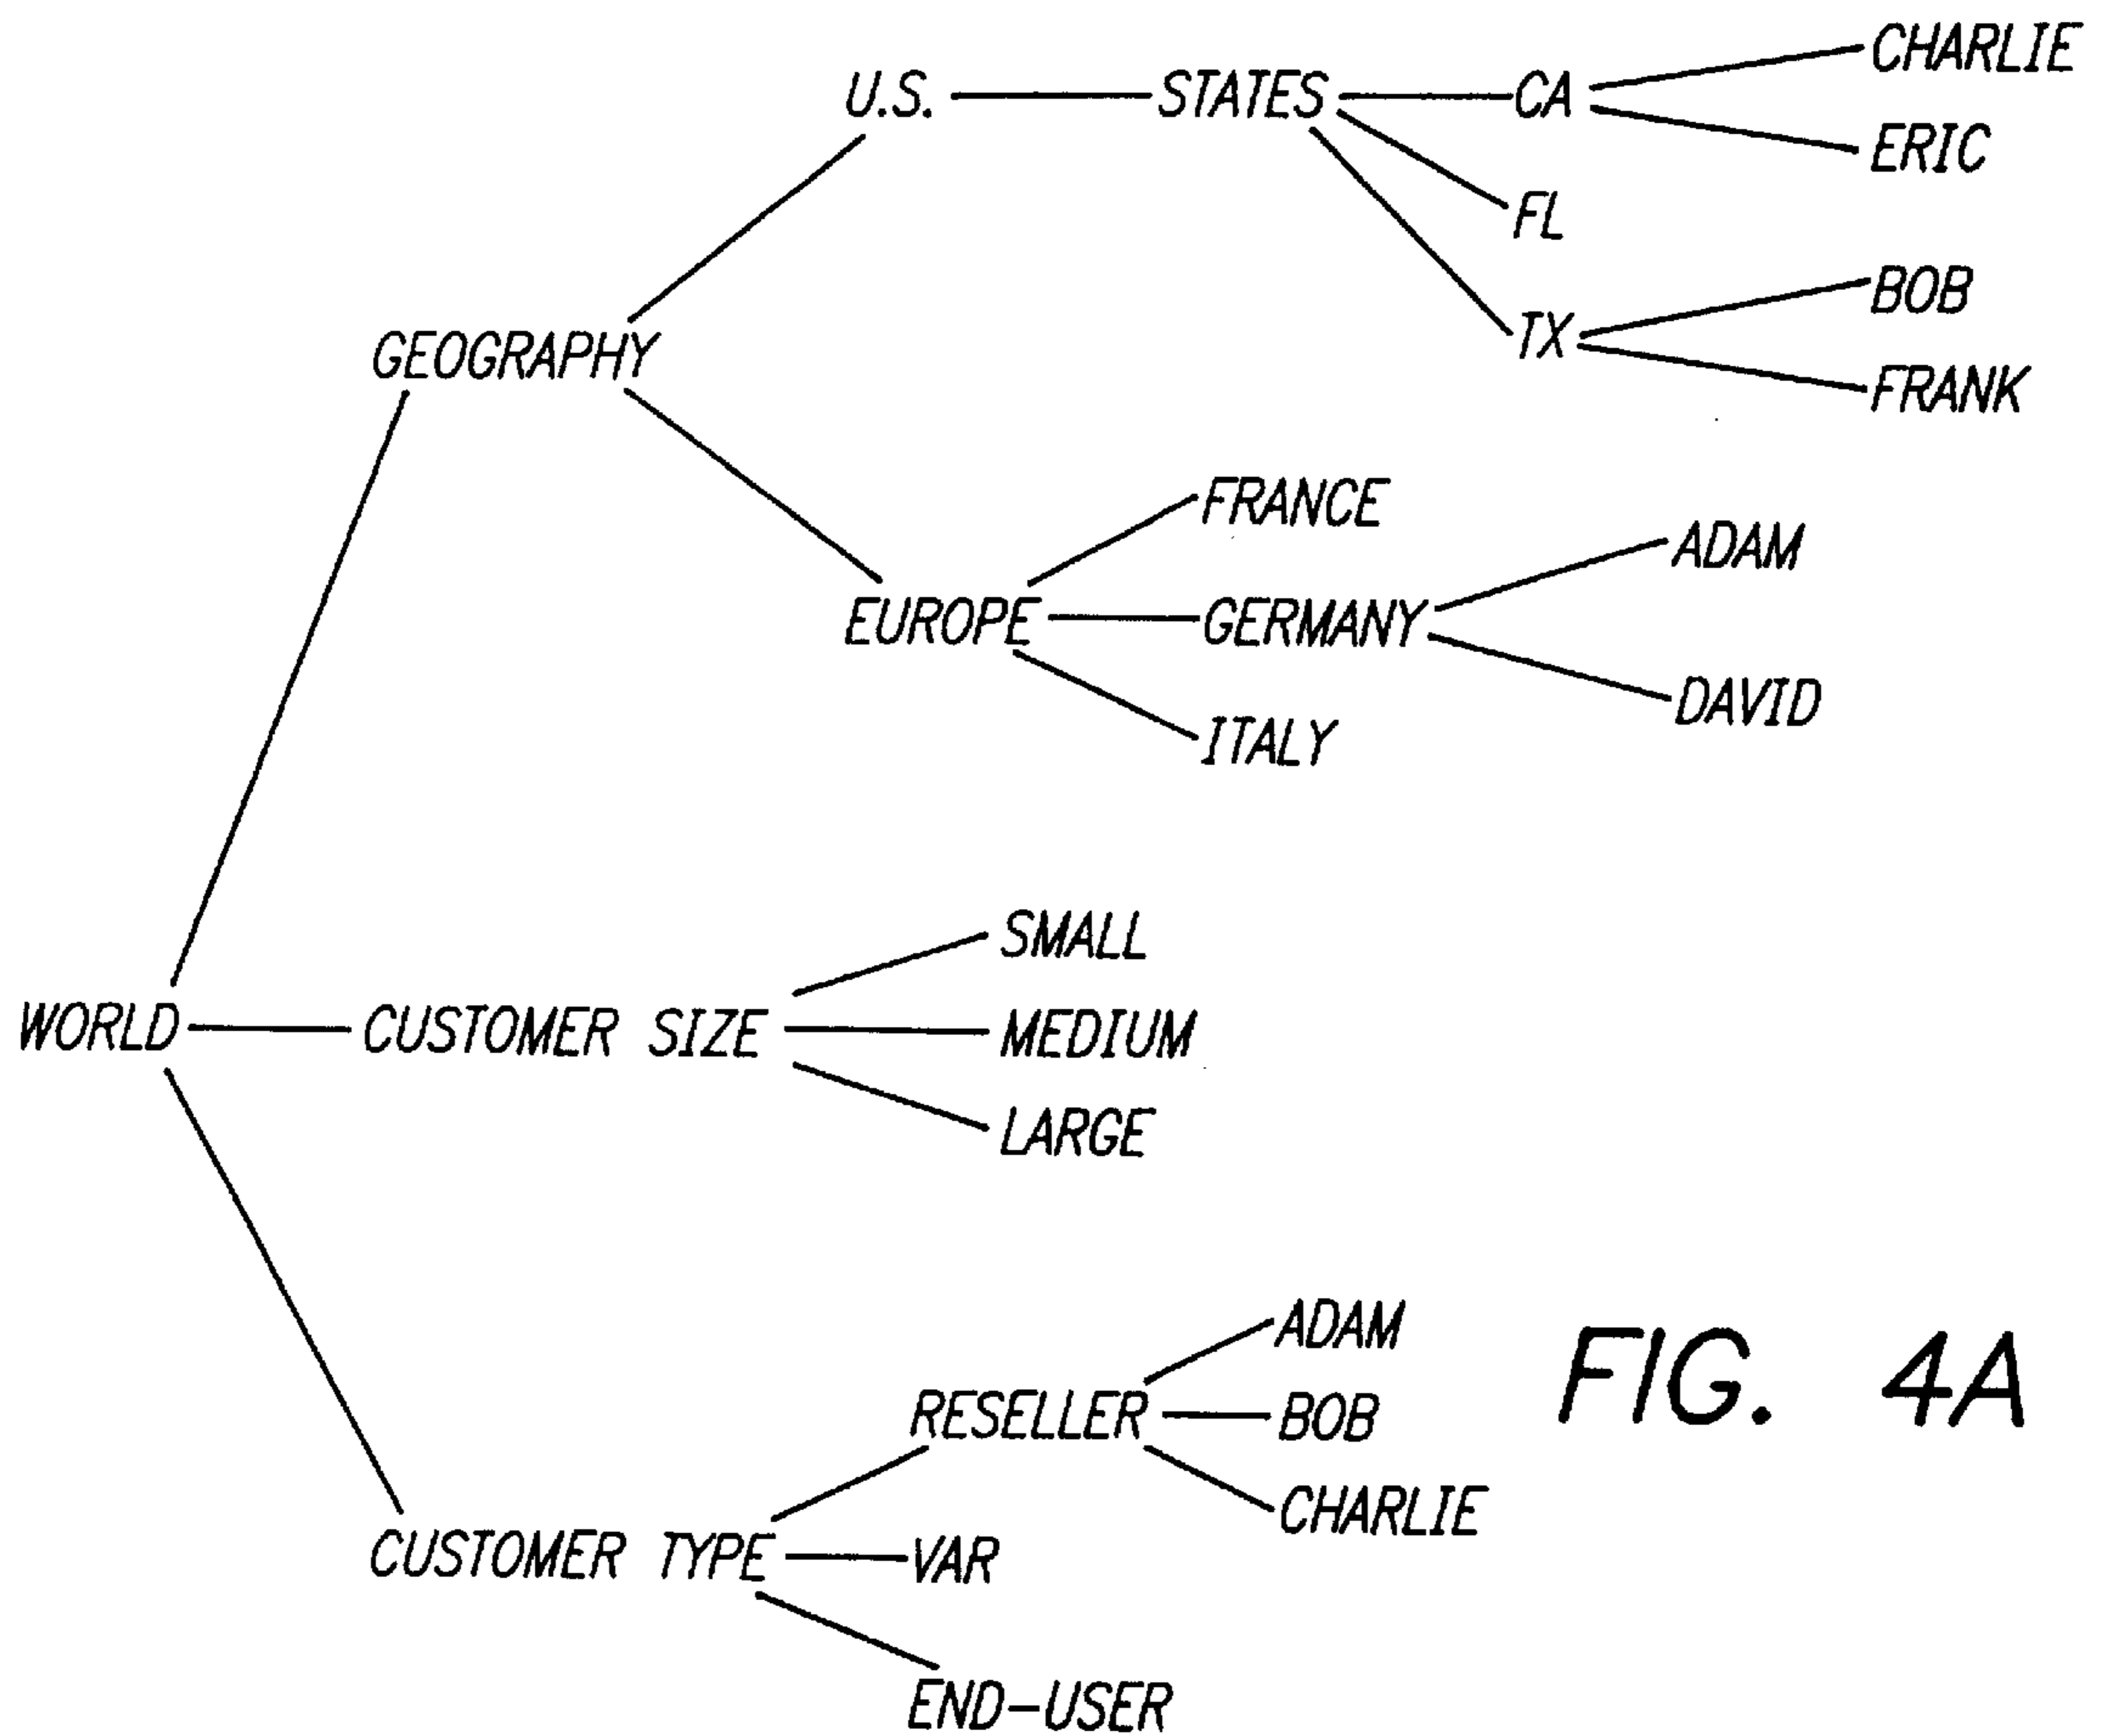 CHARLIE
U.S.
STATES
CA
ERIC
FL
BOB
GEOGRAPHY
TX
FRANK
FRANCE
ADAM
EUROPE
GERMANY
DAVID
ITALY
SMALL
WORLD
CUSTOMER SIZE
MEDIUM
LARGE
ADAM
RESELLER
BOB
CHARLIE
CUSTOMER TYPE
VAR
END-USER
FIG. 4A